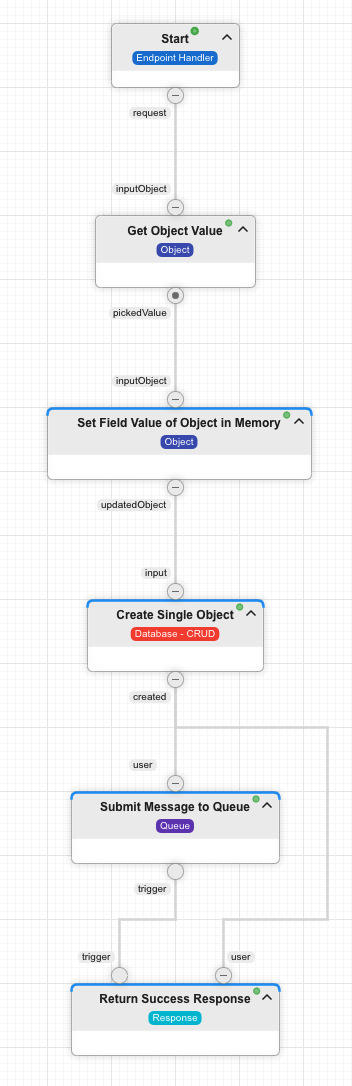 Start
Endpoint Handler
request
inputObject
Get Object Value
Object
pickedValue
inputObject
Set Field Value of Object in Memory
Object
updatedObject
input
Create Single Object
Database - CRUD
created
user
Submit Message to Queue
Queue
trigger
trigger
user
Return Success Response
Response